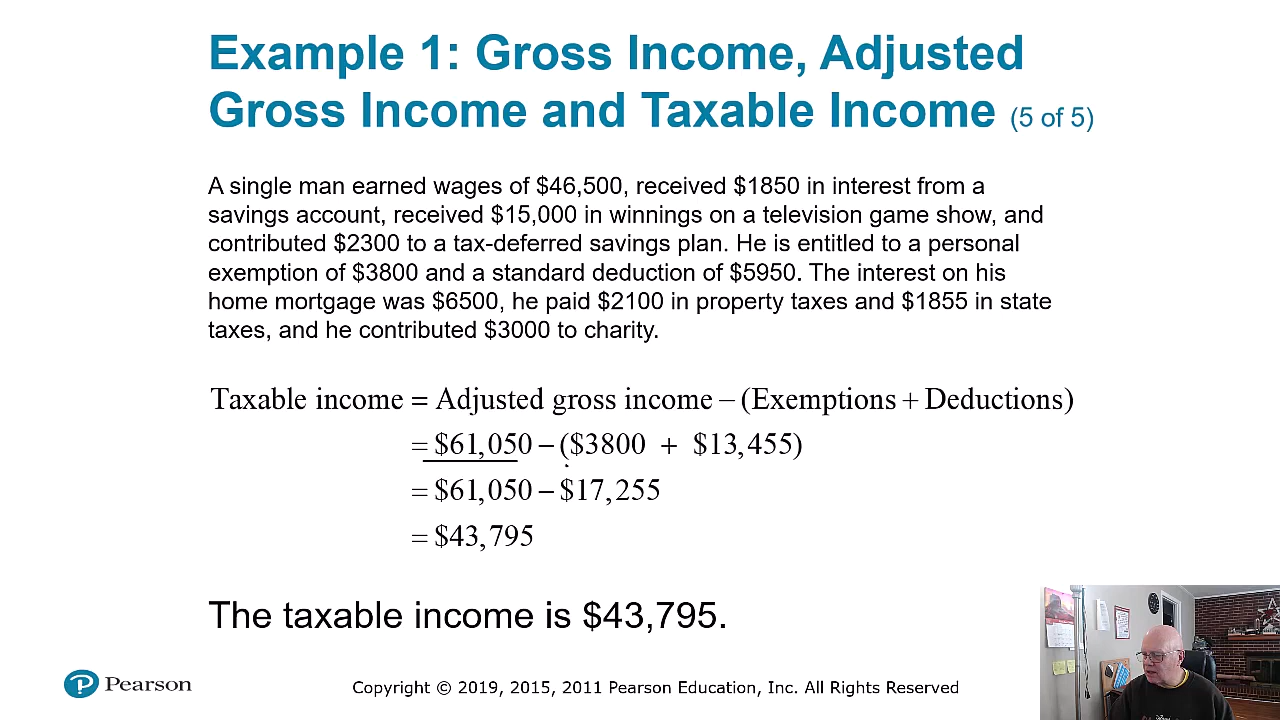 Example 1: Gross Income, Adjusted
Gross Income and Taxable Income (5 of 5)
A single man earned wages of $46,500, received $1850 in interest from a
savings account, received $15,000 in winnings on a television game show, and
contributed $2300 to a tax-deferred savings plan. He is entitled to a personal
exemption of $3800 and a standard deduction of $5950. The interest on his
home mortgage was $6500, he paid $2100 in property taxes and $1855 in state
taxes, and he contributed $3000 to charity.
Taxable income = Adjusted gross income − (Exemptions + Deductions)
= $61,050 − ($3800 + $13,455)
= $61,050 − $17,255
= $43,795
The taxable income is $43,795.
Pearson
Copyright © 2019, 2015, 2011 Pearson Education, Inc. All Rights Reserved